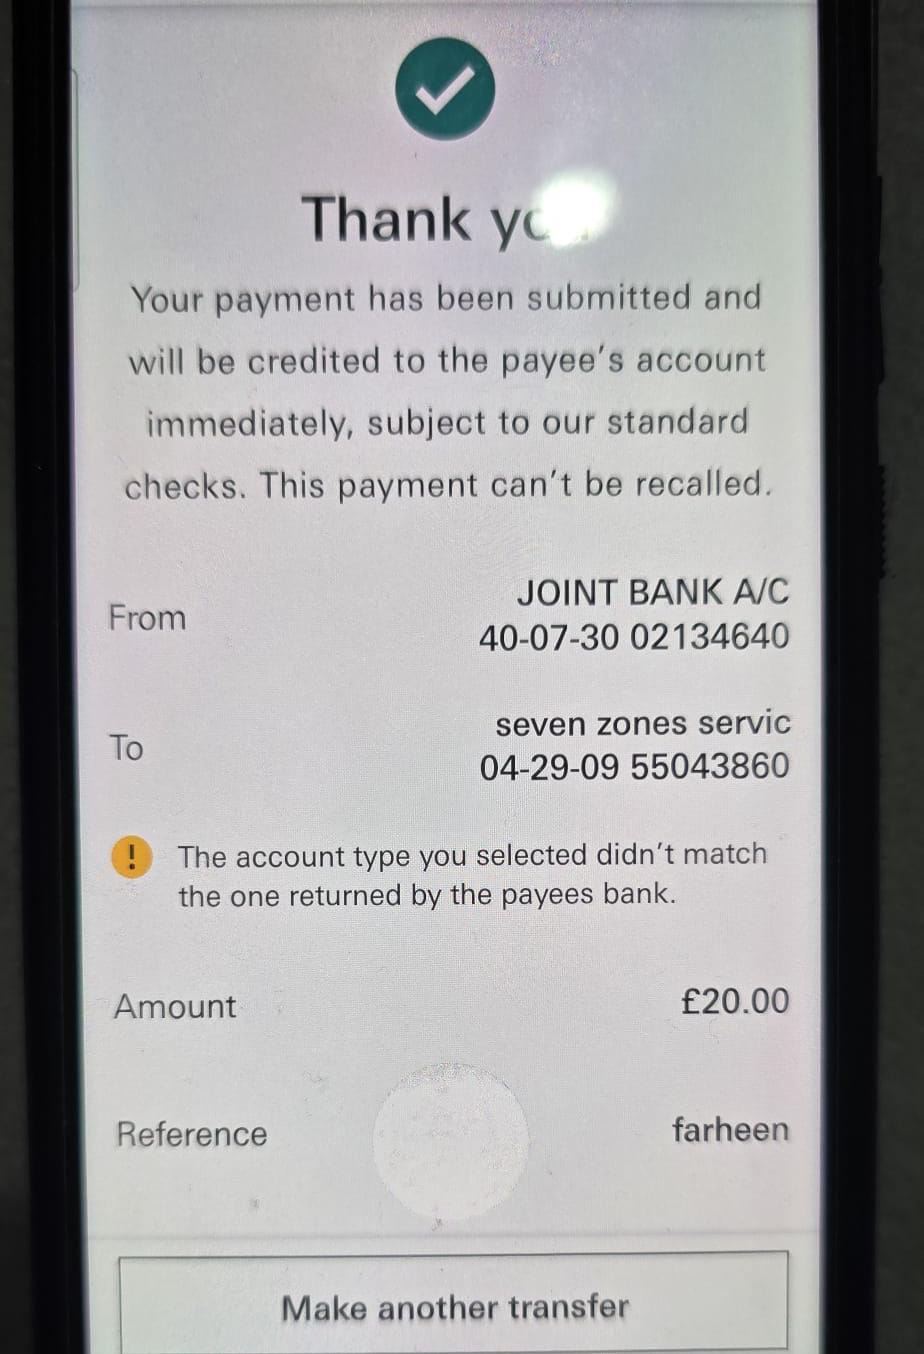 Thank
Your payment has been submitted and
will be credited to the payee's account
immediately, subject to our standard
checks. This payment can't be recalled.
From
JOINT BANK A/C
40-07-30 02134640
To
seven zones servic
04-29-09 55043860
! The account type you selected didn't match
the one returned by the payees bank.
Amount £20.00
Reference farheen
Make another transfer